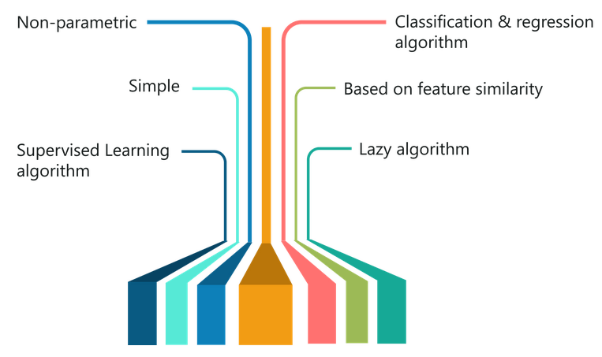 Non-parametric
Classification & regression
algorithm
Simple
Based on feature similarity
Supervised Learning
algorithm
Lazy algorithm